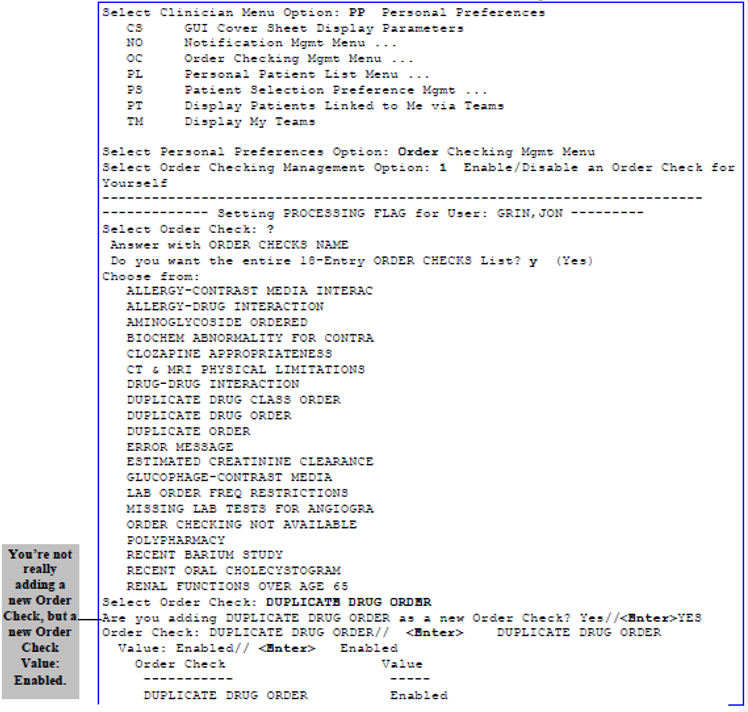 Select Clinician Menu Option: PP Personal Preferences
CS GUI Cover Sheet Display Parameters
NO Notification Mgmt Menu ...
OC Order Checking Mgmt Menu ...
PL Personal Patient List Menu ...
PS Patient Selection Preference Mgmt ...
PT Display Patients Linked to Me via Teams
TM Display My Teams
Select Personal Preferences Option: Order Checking Mgmt Menu
Select Order Checking Management Option: 1 Enable/Disable an Order Check for
Yourself
--------------------------------------------------------------------------
------------- Setting PROCESSING FLAG for User: GRIN,JON ---------
Select Order Check: ?
Answer with ORDER CHECKS NAME
Do you want the entire 18-Entry ORDER CHECKS List? y (Yes)
Choose from:
ALLERGY-CONTRAST MEDIA INTERAC
ALLERGY-DRUG INTERACTION
AMINOGLYCOSIDE ORDERED
BIOCHEM ABNORMALITY FOR CONTRA
CLOZAPINE APPROPRIATENESS
CT & MRI PHYSICAL LIMITATIONS
DRUG-DRUG INTERACTION
DUPLICATE DRUG CLASS ORDER
DUPLICATE DRUG ORDER
DUPLICATE ORDER
ERROR MESSAGE
ESTIMATED CREATININE CLEARANCE
GLUCOPHAGE-CONTRAST MEDIA
LAB ORDER FREQ RESTRICTIONS
MISSING LAB TESTS FOR ANGIOGRA
ORDER CHECKING NOT AVAILABLE
POLYPHARMACY
RECENT BARIUM STUDY
RECENT ORAL CHOLECYSTOGRAM
RENAL FUNCTIONS OVER AGE 65
Select Order Check: DUPLICATE DRUG ORDER
Are you adding DUPLICATE DRUG ORDER as a new Order Check? Yes//<Enter>YES
Order Check: DUPLICATE DRUG ORDER// <Enter> DUPLICATE DRUG ORDER
Value: Enabled// <Enter> Enabled
Order Check Value
----------- -----
DUPLICATE DRUG ORDER Enabled
You're not
really
adding a
new Order
Check, but a
new Order
Check
Value:
Enabled.